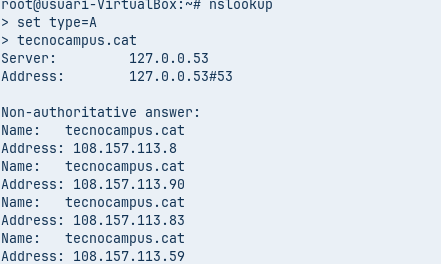 root@usuari-VirtualBox:~# nslookup
> set type=A
> tecnocampus.cat
Server:         127.0.0.53
Address:        127.0.0.53#53

Non-authoritative answer:
Name:   tecnocampus.cat
Address: 108.157.113.8
Name:   tecnocampus.cat
Address: 108.157.113.90
Name:   tecnocampus.cat
Address: 108.157.113.83
Name:   tecnocampus.cat
Address: 108.157.113.59